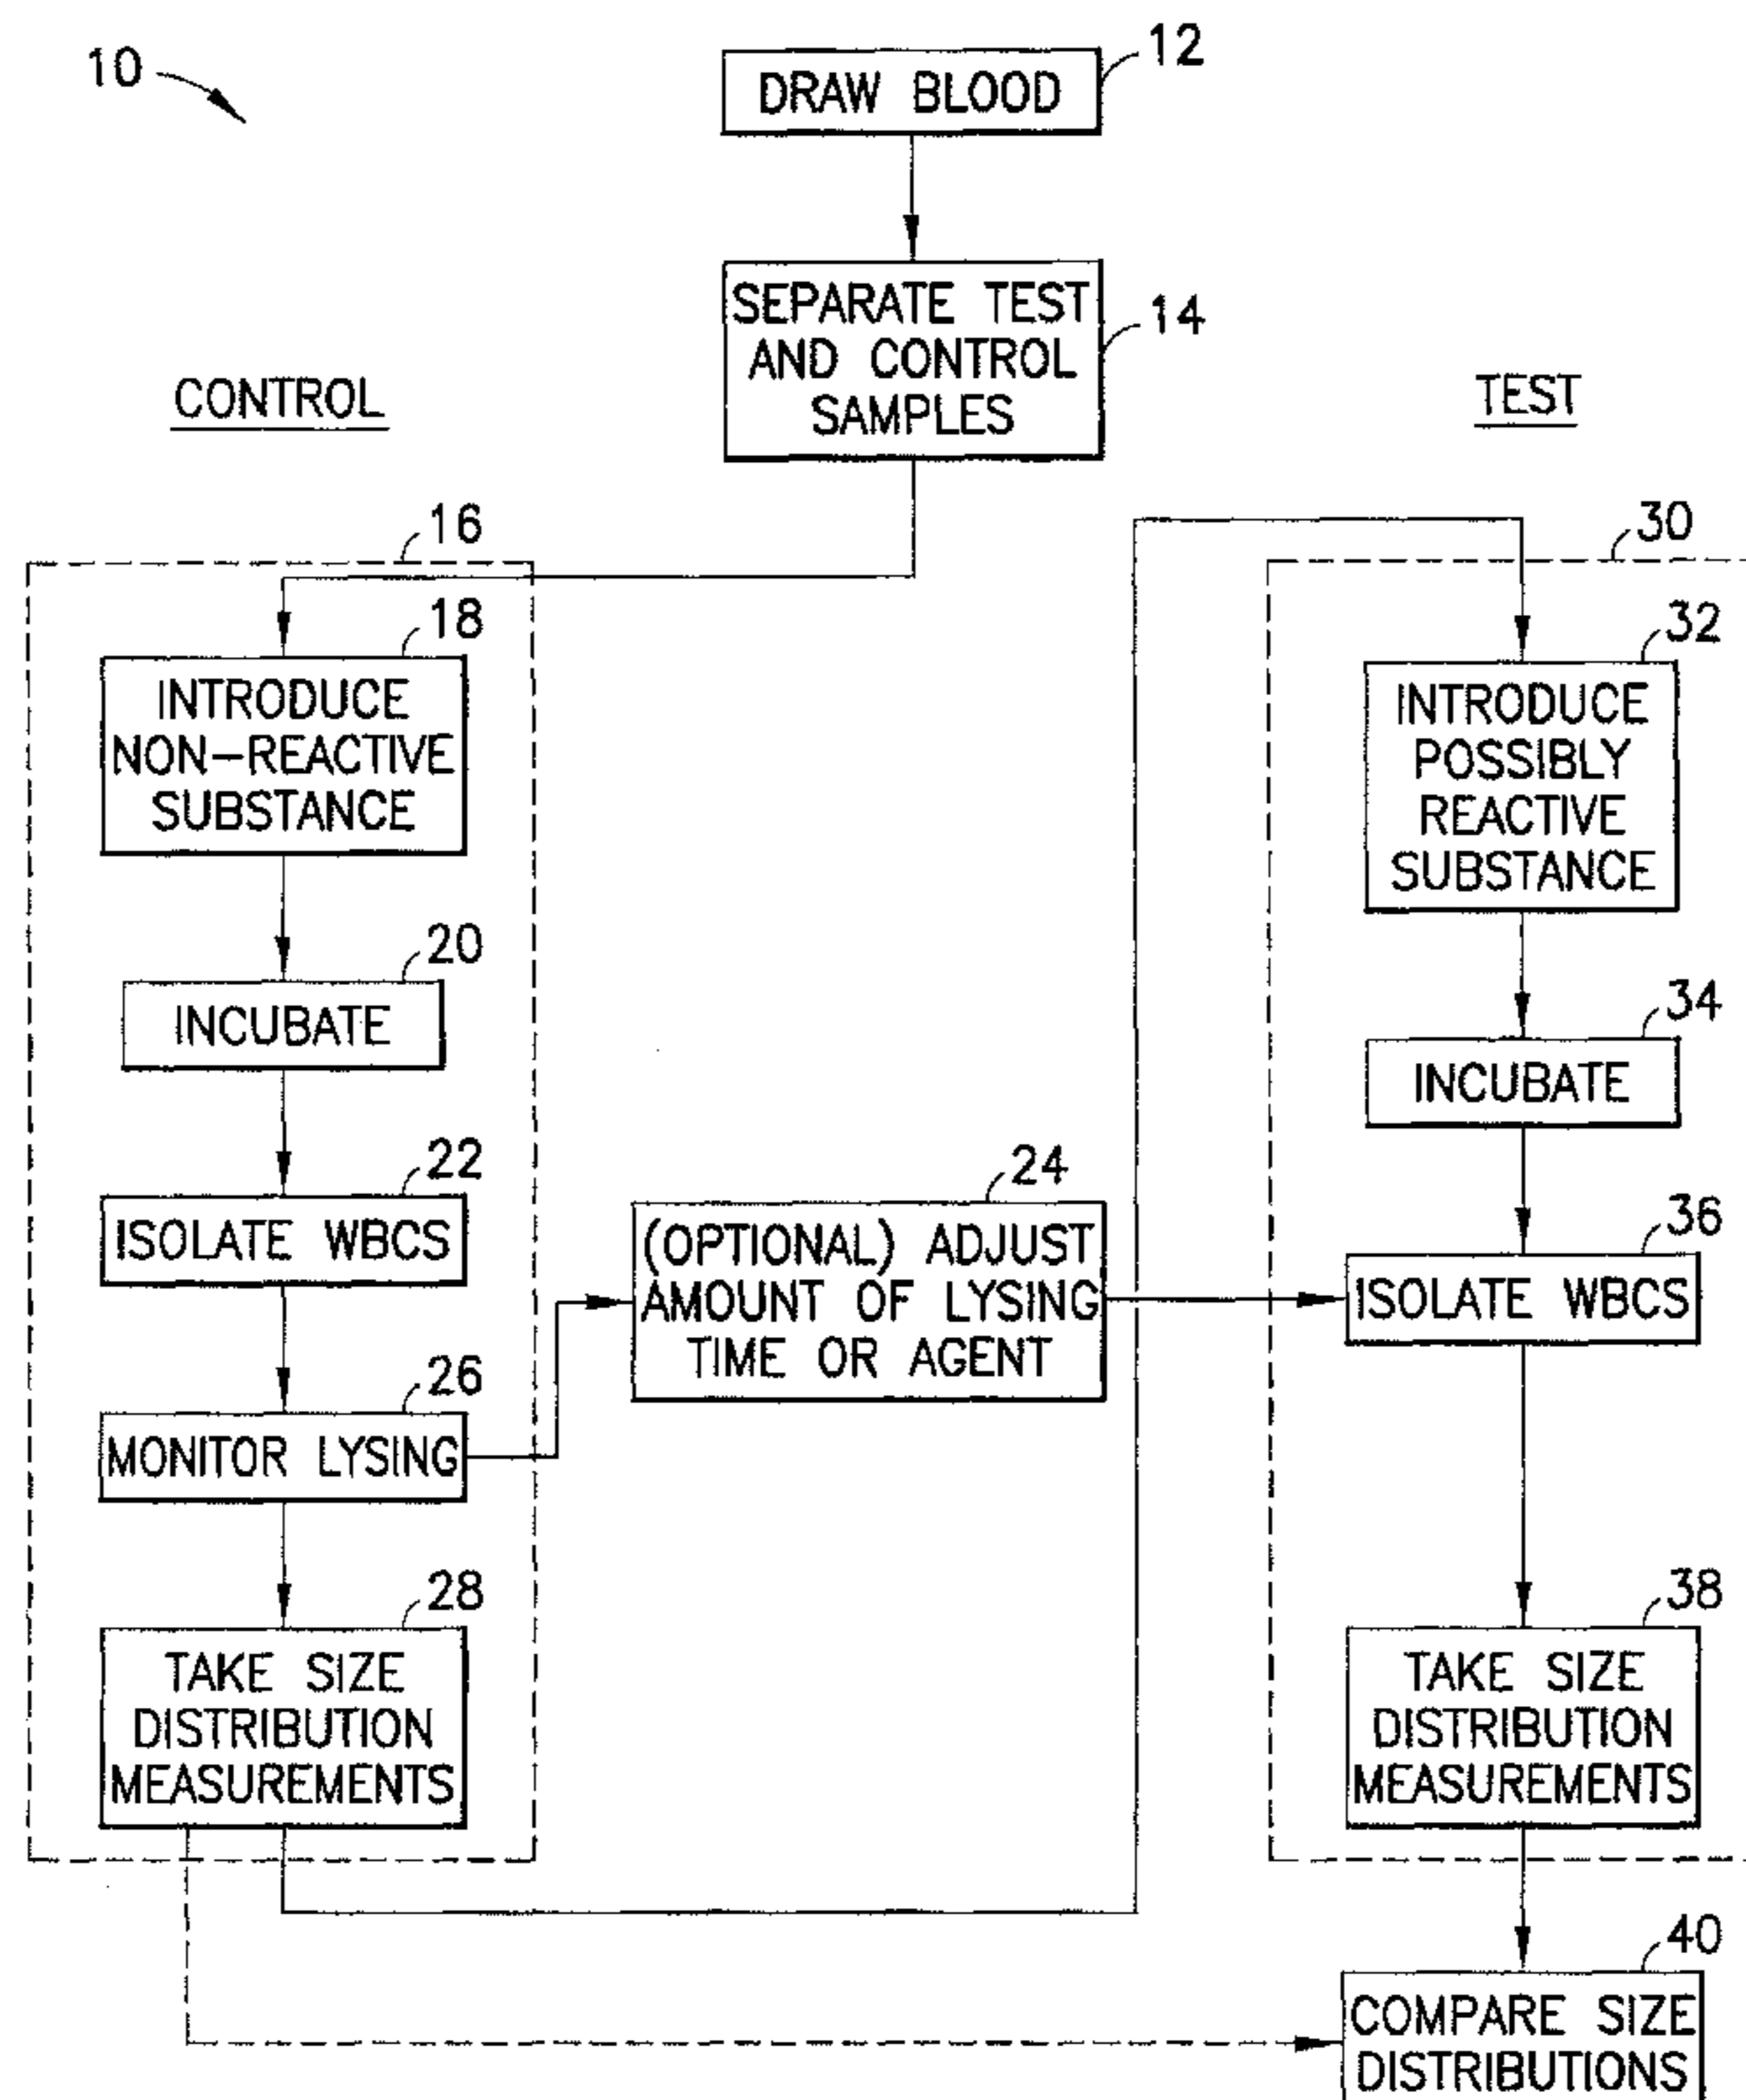 10
DRAW BLOOD
12
SEPARATE TEST
AND CONTROL
SAMPLES
14
CONTROL
TEST
16
18
INTRODUCE
NON-REACTIVE
SUBSTANCE
20
INCUBATE
22
ISOLATE WBCS
26
MONITOR LYSING
28
TAKE SIZE
DISTRIBUTION
MEASUREMENTS
24
(OPTIONAL) ADJUST
AMOUNT OF LYSING
TIME OR AGENT
30
32
INTRODUCE
POSSIBLY
REACTIVE
SUBSTANCE
34
INCUBATE
36
ISOLATE WBCS
38
TAKE SIZE
DISTRIBUTION
MEASUREMENTS
40
COMPARE SIZE
DISTRIBUTIONS